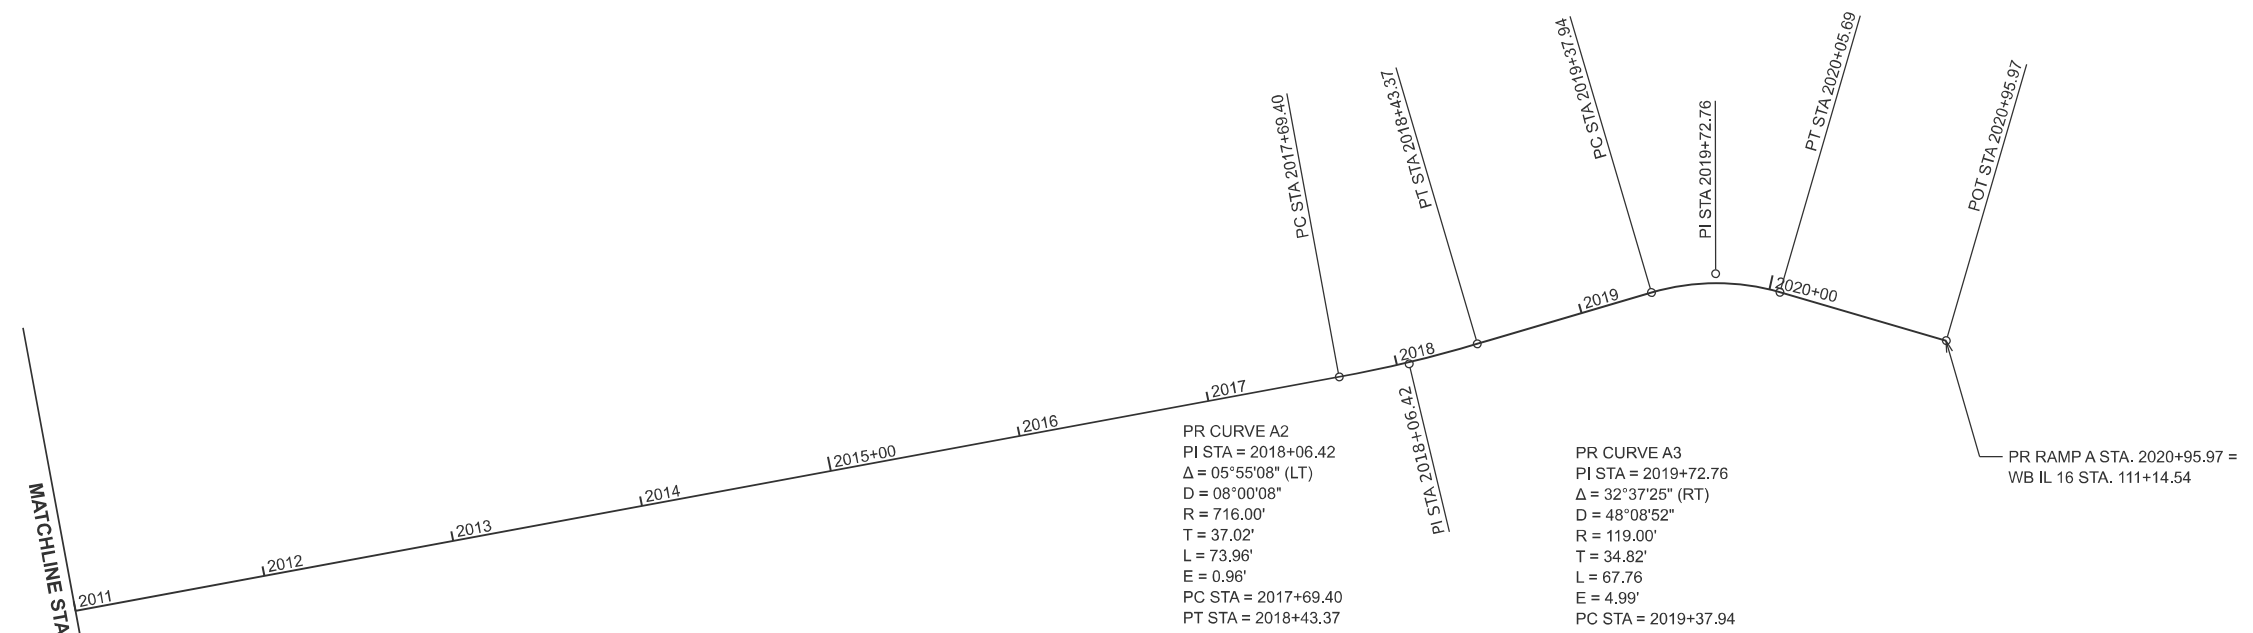 PC STA 2017+69.40
PT STA 2018+43.37
PC STA 2019+37.94
PI STA 2019+72.76
PT STA 2020+05.69
POT STA 2020+95.97
MATCHLINE STA
2011
2012
2013
2014
2015+00
2016
2017
2018
2019
2020+00
PI STA 2018+06.42
PR CURVE A2
PI STA = 2018+06.42
Δ = 05°55'08" (LT)
D = 08°00'08"
R = 716.00'
T = 37.02'
L = 73.96'
E = 0.96'
PC STA = 2017+69.40
PT STA = 2018+43.37
PR CURVE A3
PI STA = 2019+72.76
Δ = 32°37'25" (RT)
D = 48°08'52"
R = 119.00'
T = 34.82'
L = 67.76
E = 4.99'
PC STA = 2019+37.94
PR RAMP A STA. 2020+95.97 =
WB IL 16 STA. 111+14.54